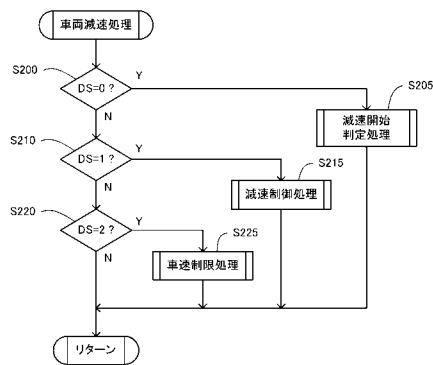 車両減速処理
S200
DS=0 ?
Y
N
S205
減速開始
判定処理
S210
DS=1 ?
Y
N
S215
減速制御処理
S220
DS=2 ?
Y
N
S225
車速制限処理
リターン